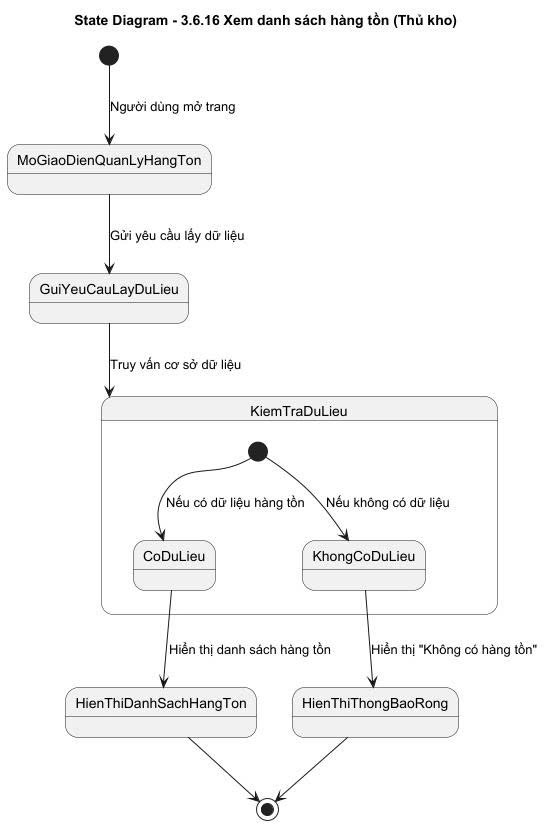 State Diagram - 3.6.16 Xem danh sách hàng tồn (Thủ kho)
Người dùng mở trang
MoGiaoDienQuanLyHangTon
Gửi yêu cầu lấy dữ liệu
GuiYeuCauLayDuLieu
Truy vấn cơ sở dữ liệu
KiemTraDuLieu
Nếu có dữ liệu hàng tồn
Nếu không có dữ liệu
CoDuLieu
KhongCoDuLieu
Hiển thị danh sách hàng tồn
Hiển thị "Không có hàng tồn"
HienThiDanhSachHangTon
HienThiThongBaoRong